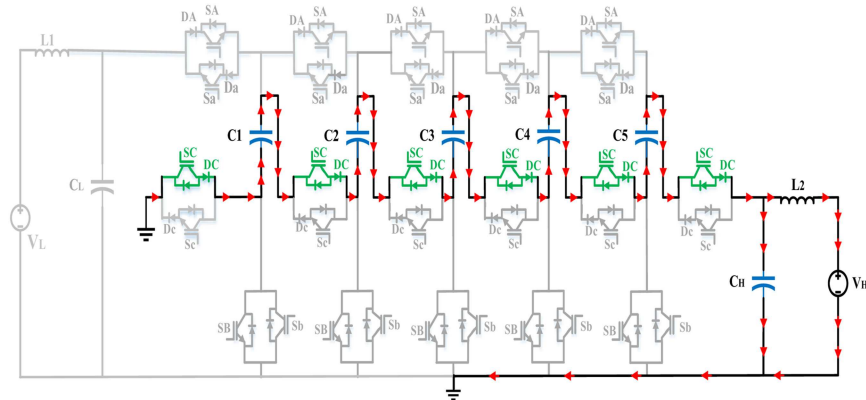 SA SA SA SA SA
DA DA DA DA DA
L1
Da Da Da Da Da
Sa Sa Sa Sa Sa
C1 C2 C3 C4 C5
SC SC SC SC SC SC
DC DC DC DC DC DC
CL
L2
Dc Dc Dc Dc Dc Dc
Sc Sc Sc Sc Sc Sc
VL
CH
VH
SB Sb SB Sb SB Sb SB Sb SB Sb